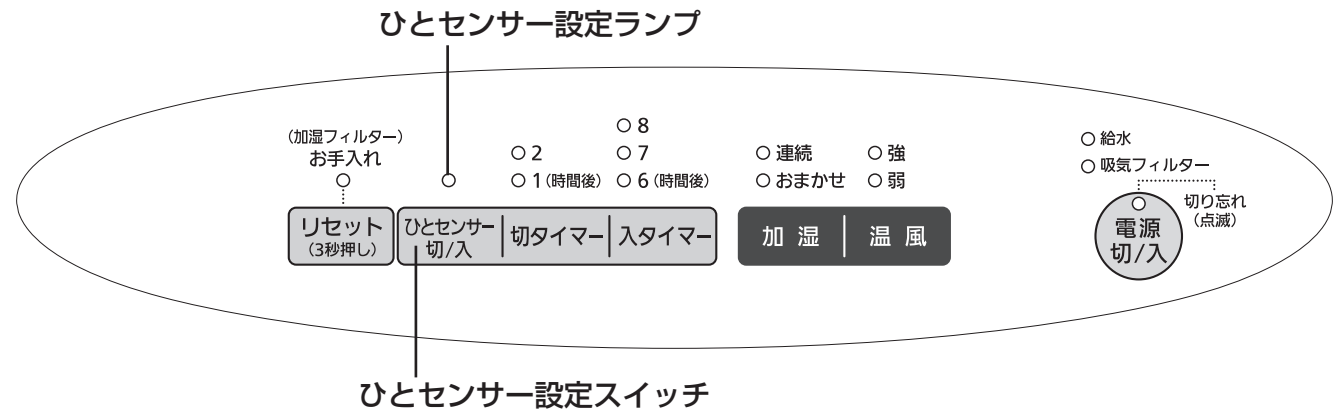 ひとセンサー設定ランプ
(加湿フィルター)
お手入れ
リセット
(3秒押し)
ひとセンサー
切/入
2
1(時間後)
切タイマー
8
7
6(時間後)
入タイマー
連続
おまかせ
加湿
強
弱
温風
給水
吸気フィルター
切り忘れ
(点滅)
電源
切/入
ひとセンサー設定スイッチ